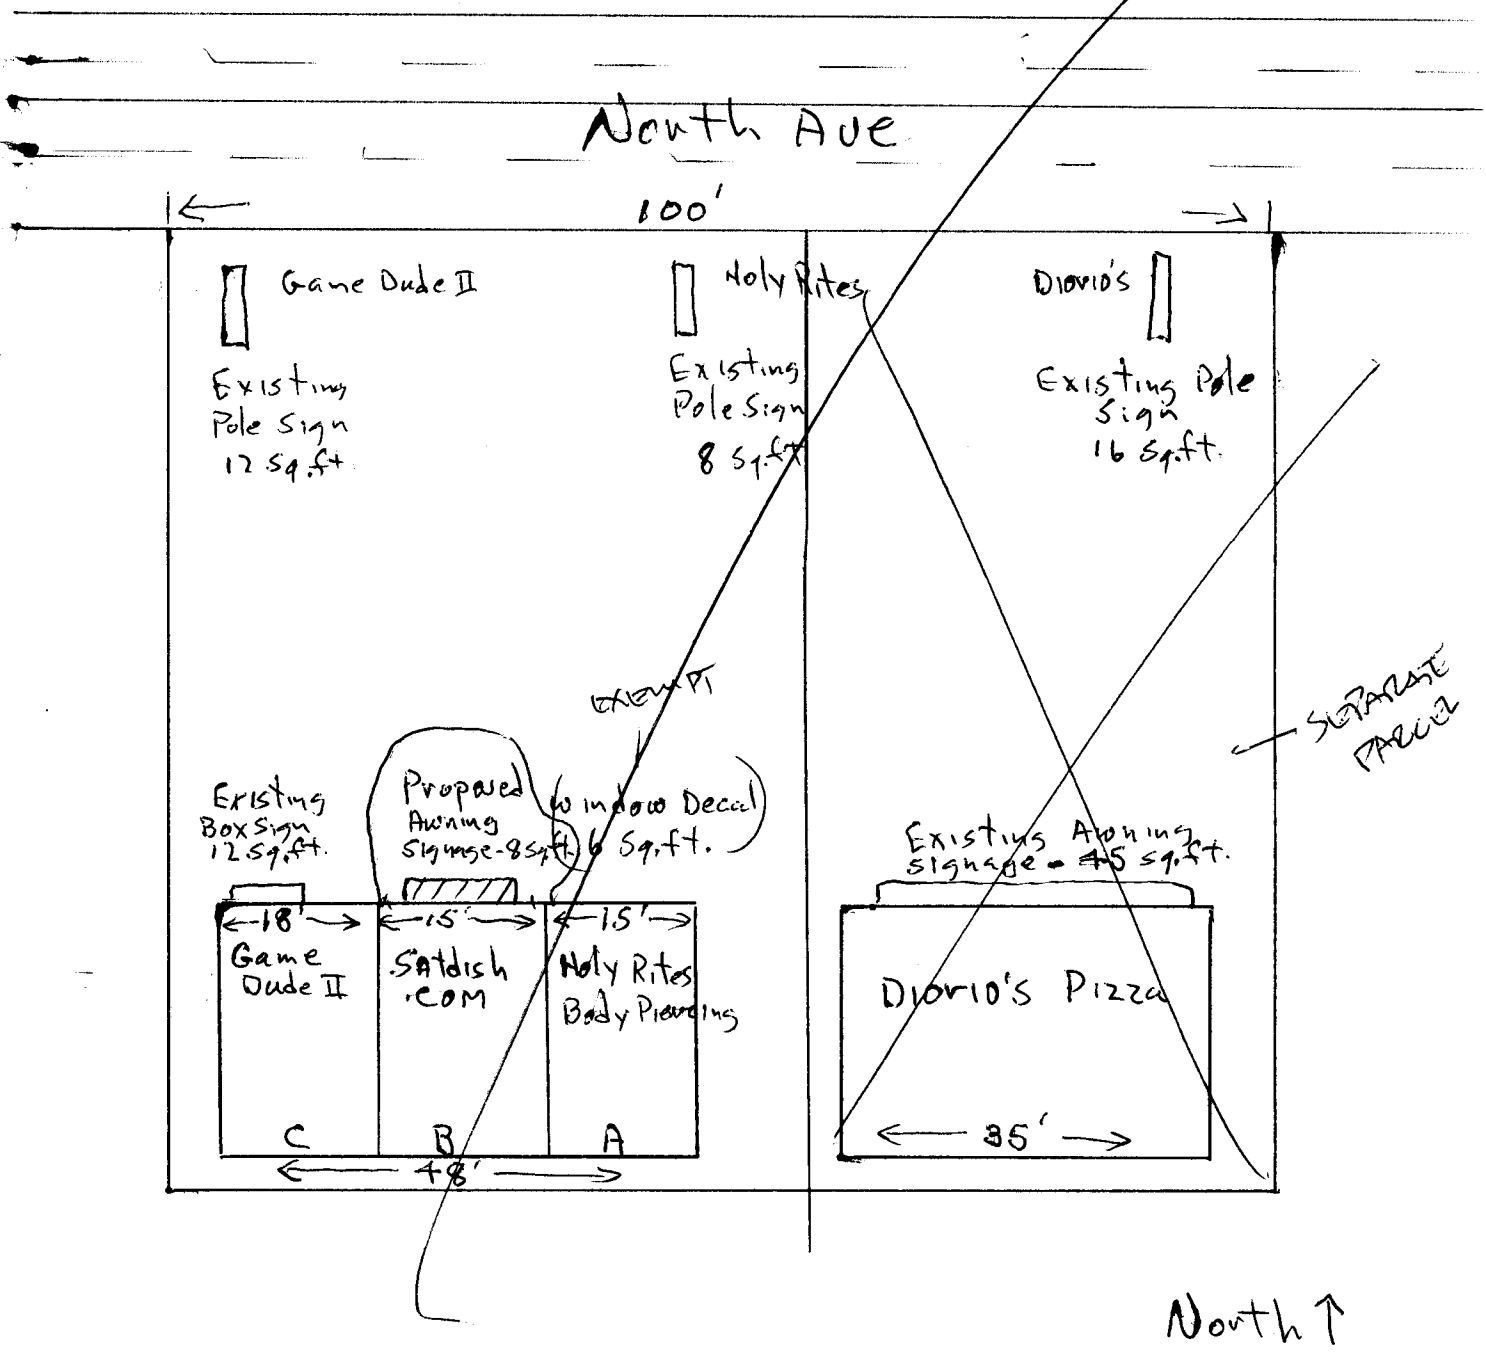 North Ave
100'
Game Dude II
Holy Rites
Diorio's
Existing
Pole Sign
12 Sq.ft.
Existing
Pole Sign
8 Sq.ft
Existing Pole
Sign
16 Sq.ft.
EXEMPT
SEPARATE
PARCEL
Existing
Box Sign
12 Sq.ft.
Proposed
Awning
Signage - 8 Sq.ft.
(Window Decal)
6 Sq.ft.
Existing Awning
Signage - 45 Sq.ft.
18'
15'
15'
Game
Dude II
Satdish
.COM
Holy Rites
Body Piercing
Diorio's Pizza
C
B
A
48'
35'
North ↑